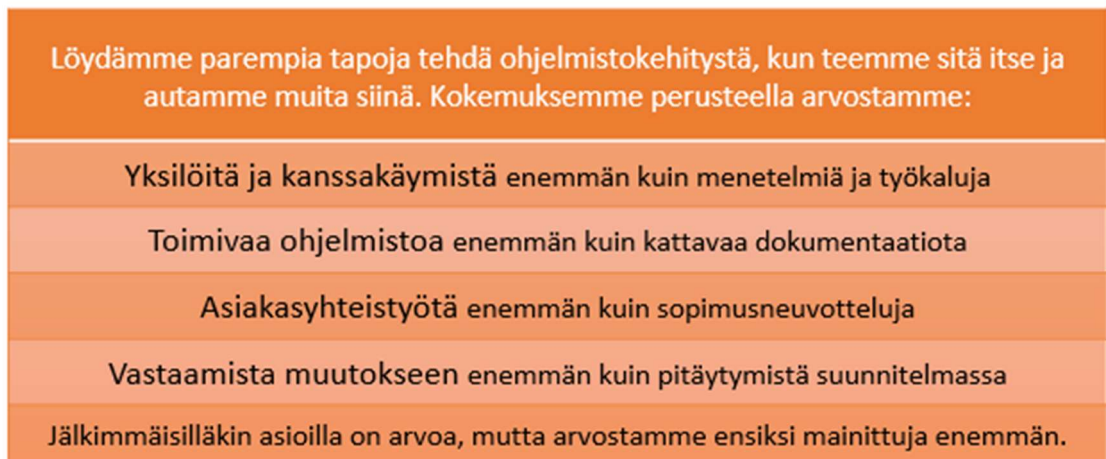 Löydämme parempia tapoja tehdä ohjelmistokehitystä, kun teemme sitä itse ja
autamme muita siinä. Kokemuksemme perusteella arvostamme:
Yksilöitä ja kanssakäymistä enemmän kuin menetelmiä ja työkaluja
Toimivaa ohjelmistoa enemmän kuin kattavaa dokumentaatiota
Asiakasyhteistyötä enemmän kuin sopimusneuvotteluja
Vastaamista muutokseen enemmän kuin pitäytymistä suunnitelmassa
Jälkimmäisilläkin asioilla on arvoa, mutta arvostamme ensiksi mainittuja enemmän.